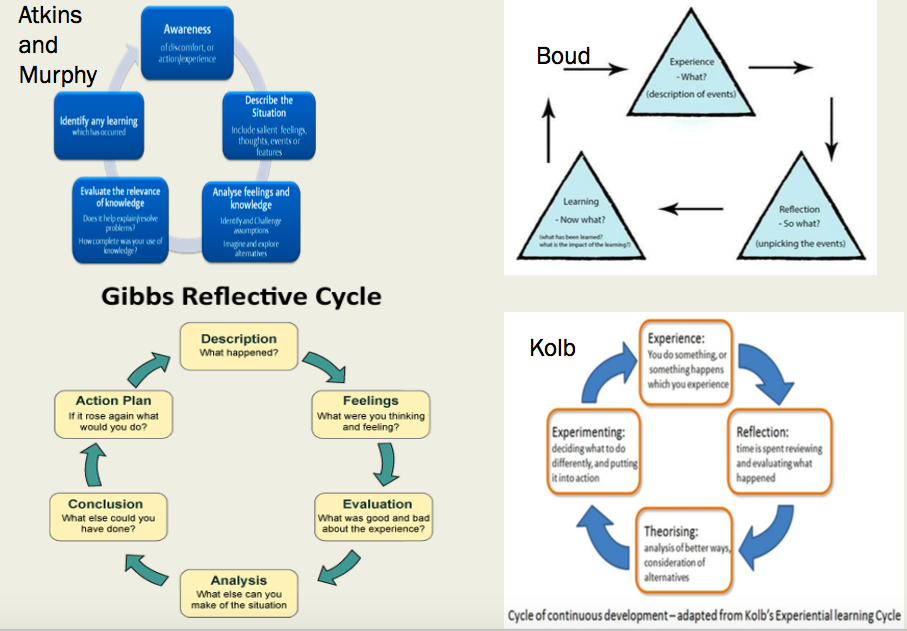 Atkins
and
Murphy
Awareness
of discomfort, or
action/experience
Describe the
Situation
Include salient feelings,
thoughts, events or
features
Analyse feelings and
knowledge
Identify and Challenge
assumptions
Imagine and explore
alternatives
Evaluate the relevance
of knowledge
Does it help explain/resolve
problems?
How complete was your use of
knowledge?
Identify any learning
which has occurred
Boud
Experience
- What?
(description of events)
Reflection
- So what?
(unpicking the events)
Learning
- Now what?
(what has been learned?
what is the impact of the learning?)
Gibbs Reflective Cycle
Description
What happened?
Feelings
What were you thinking
and feeling?
Evaluation
What was good and bad
about the experience?
Analysis
What else can you
make of the situation
Conclusion
What else could you
have done?
Action Plan
If it rose again what
would you do?
Kolb
Experience:
You do something, or
something happens
which you experience
Reflection:
time is spent reviewing
and evaluating what
happened
Theorising:
analysis of better ways,
consideration of
alternatives
Experimenting:
deciding what to do
differently, and putting
it into action
Cycle of continuous development – adapted from Kolb's Experiential learning Cycle